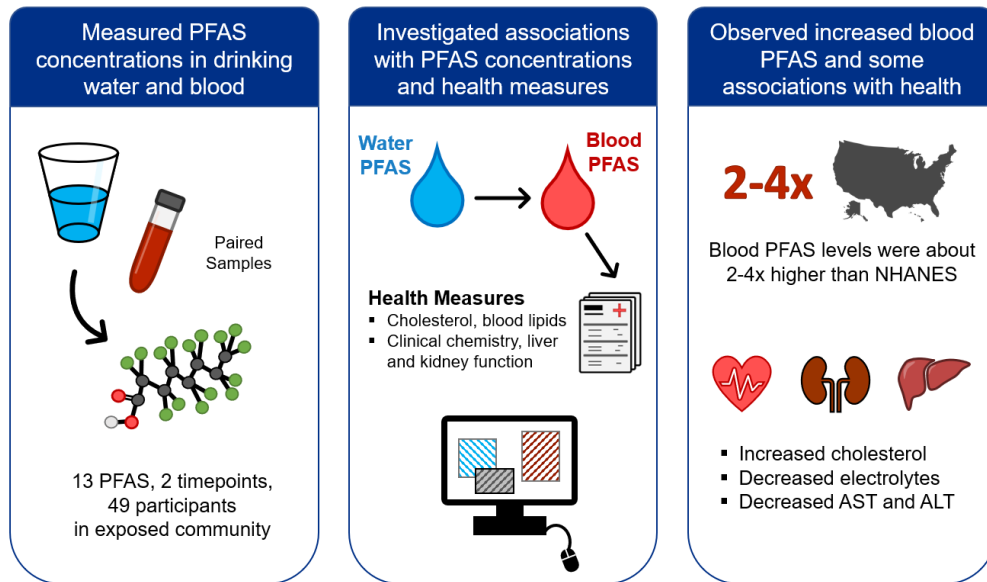 Measured PFAS
concentrations in drinking
water and blood
Paired
Samples
13 PFAS, 2 timepoints,
49 participants
in exposed community
Investigated associations
with PFAS concentrations
and health measures
Water
PFAS
Blood
PFAS
Health Measures
▪ Cholesterol, blood lipids
▪ Clinical chemistry, liver
and kidney function
Observed increased blood
PFAS and some
associations with health
2-4x
Blood PFAS levels were about
2-4x higher than NHANES
▪ Increased cholesterol
▪ Decreased electrolytes
▪ Decreased AST and ALT